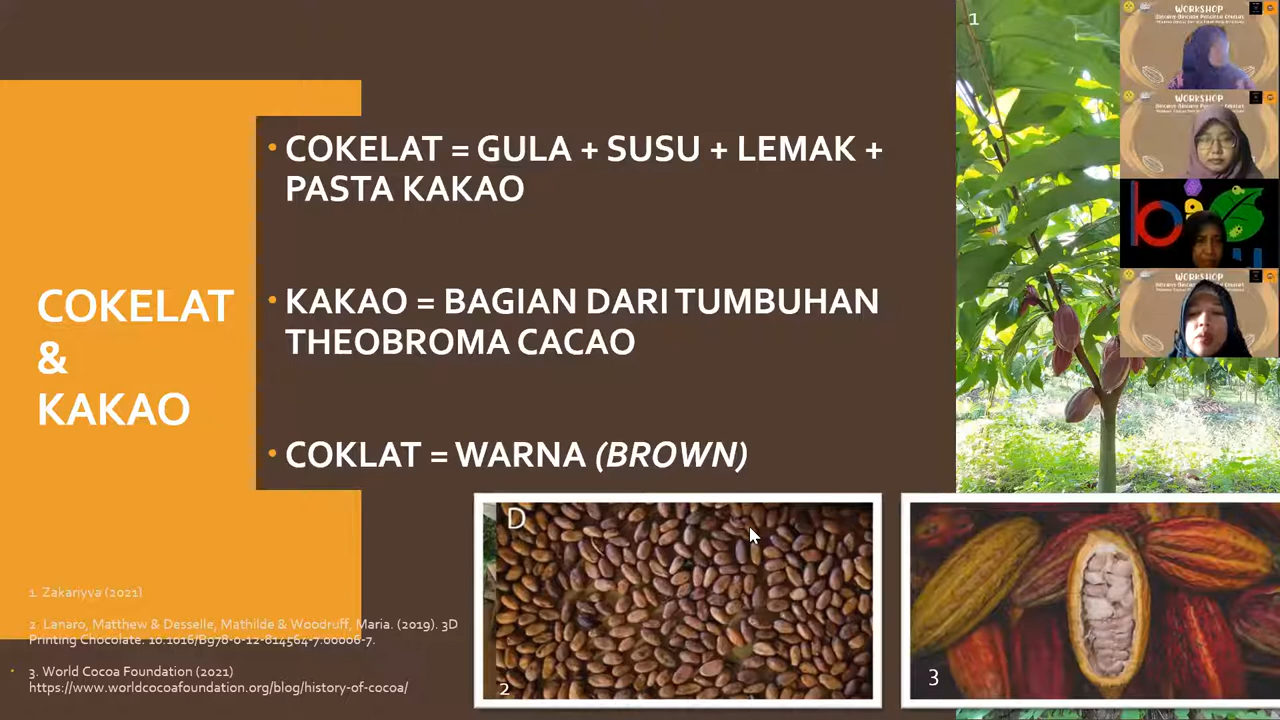 COKELAT
&
KAKAO
• COKELAT = GULA + SUSU + LEMAK +
PASTA KAKAO
• KAKAO = BAGIAN DARI TUMBUHAN
THEOBROMA CACAO
• COKLAT = WARNA (BROWN)
1
D
2
3
1. Zakariyya (2021)
2. Lanaro, Matthew & Desselle, Mathilde & Woodruff, Maria. (2019). 3D
Printing Chocolate. 10.1016/B978-0-12-814564-7.00006-7.
3. World Cocoa Foundation (2021)
https://www.worldcocoafoundation.org/blog/history-of-cocoa/
WORKSHOP
WORKSHOP
WORKSHOP